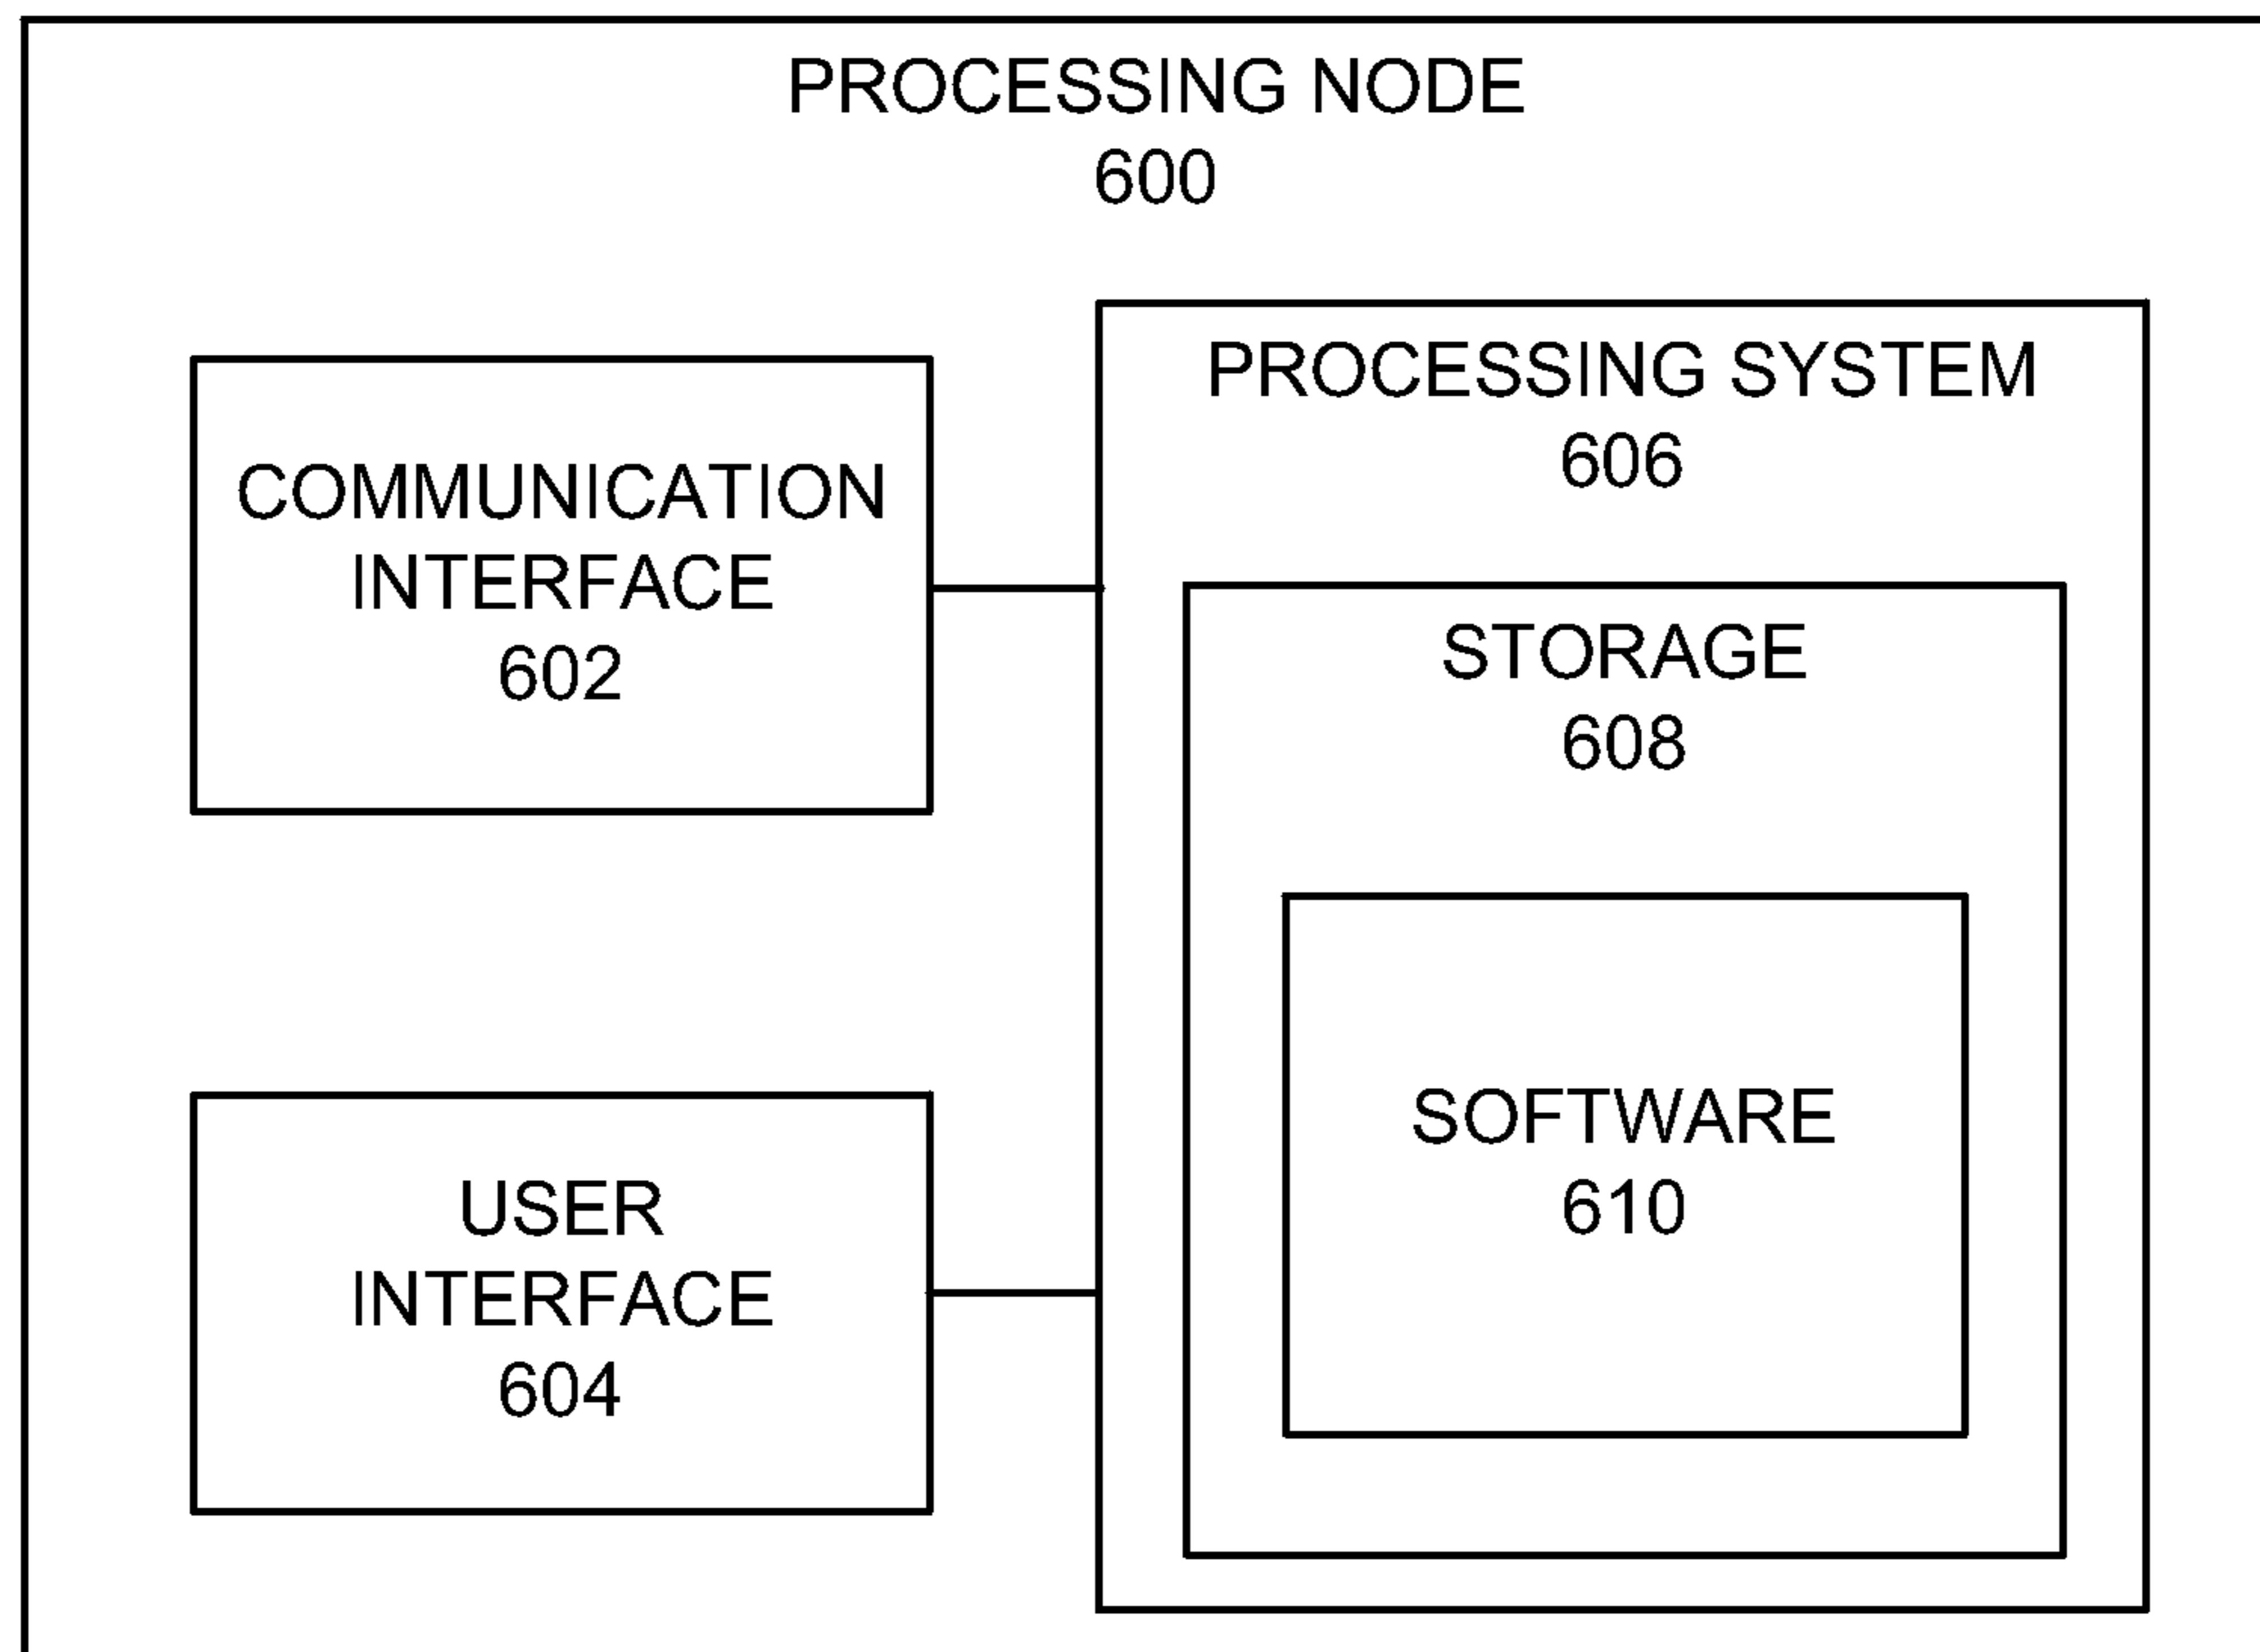 PROCESSING NODE
600
COMMUNICATION
INTERFACE
602
USER
INTERFACE
604
PROCESSING SYSTEM
606
STORAGE
608
SOFTWARE
610